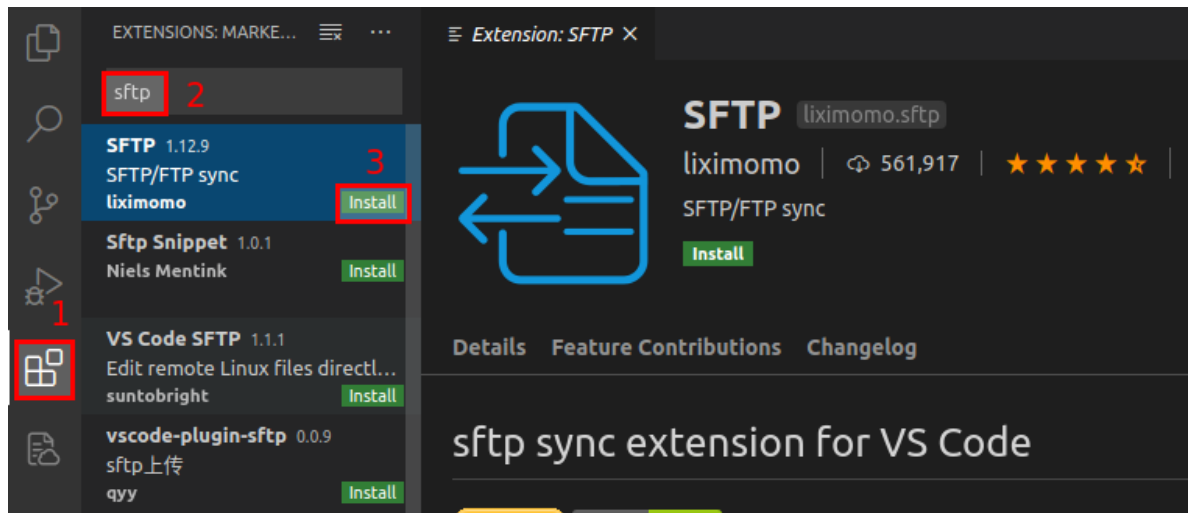 EXTENSIONS: MARKE...
sftp
2
SFTP 1.12.9
SFTP/FTP sync
3
liximomo
Install
Sftp Snippet 1.0.1
Niels Mentink
Install
1
VS Code SFTP 1.1.1
Edit remote Linux files directl...
suntobright
Install
vscode-plugin-sftp 0.0.9
sftp上传
qyy
Install
Extension: SFTP
SFTP liximomo.sftp
liximomo 561,917
SFTP/FTP sync
Install
Details Feature Contributions Changelog
sftp sync extension for VS Code